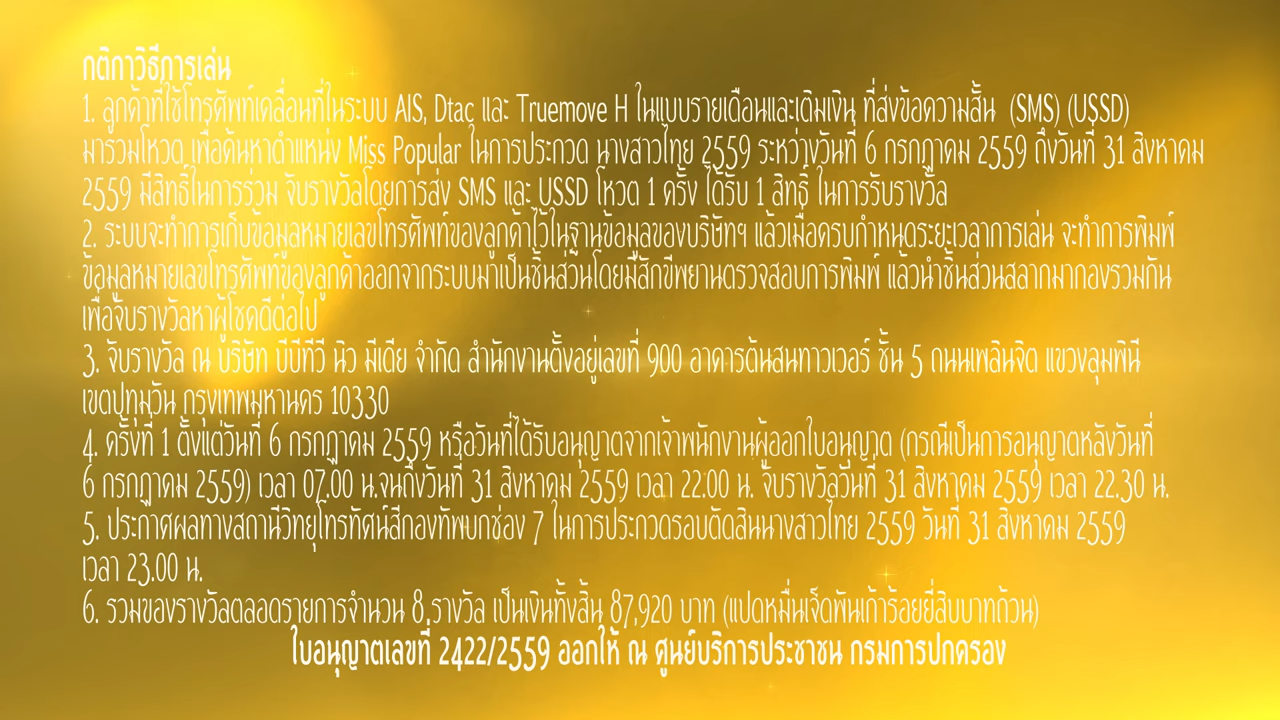 กติกาวิธีการเล่น
1. ลูกค้าที่ใช้โทรศัพท์เคลื่อนที่ในระบบ AIS, Dtac และ Truemove H ในแบบรายเดือนและเติมเงิน ที่ส่งข้อความสั้น (SMS) (USSD)
มาร่วมโหวต เพื่อค้นหาตำแหน่ง Miss Popular ในการประกวด นางสาวไทย 2559 ระหว่างวันที่ 6 กรกฎาคม 2559 ถึงวันที่ 31 สิงหาคม
2559 มีสิทธิ์ในการร่วม จับรางวัลโดยการส่ง SMS และ USSD โหวต 1 ครั้ง ได้รับ 1 สิทธิ์ ในการรับรางวัล
2. ระบบจะทำการเก็บข้อมูลหมายเลขโทรศัพท์ของลูกค้าไว้ในฐานข้อมูลของบริษัทฯ แล้วเมื่อครบกำหนดระยะเวลาการเล่น จะทำการพิมพ์
ข้อมูลหมายเลขโทรศัพท์ของลูกค้าออกจากระบบมาเป็นชิ้นส่วนโดยมีสักขีพยานตรวจสอบการพิมพ์ แล้วนำชิ้นส่วนสลากมากองรวมกัน
เพื่อจับรางวัลหาผู้โชคดีต่อไป
3. จับรางวัล ณ บริษัท บีบีทีวี นิว มีเดีย จำกัด สำนักงานตั้งอยู่เลขที่ 900 อาคารต้นสนทาวเวอร์ ชั้น 5 ถนนเพลินจิต แขวงลุมพินี
เขตปทุมวัน กรุงเทพมหานคร 10330
4. ครั้งที่ 1 ตั้งแต่วันที่ 6 กรกฎาคม 2559 หรือวันที่ได้รับอนุญาตจากเจ้าพนักงานผู้ออกใบอนุญาต (กรณีเป็นการอนุญาตหลังวันที่
6 กรกฎาคม 2559) เวลา 07.00 น.จนถึงวันที่ 31 สิงหาคม 2559 เวลา 22.00 น. จับรางวัลวันที่ 31 สิงหาคม 2559 เวลา 22.30 น.
5. ประกาศผลทางสถานีวิทยุโทรทัศน์สีกองทัพบกช่อง 7 ในการประกวดรอบตัดสินนางสาวไทย 2559 วันที่ 31 สิงหาคม 2559
เวลา 23.00 น.
6. รวมของรางวัลตลอดรายการจำนวน 8 รางวัล เป็นเงินทั้งสิ้น 87,920 บาท (แปดหมื่นเจ็ดพันเก้าร้อยยี่สิบบาทถ้วน)
ใบอนุญาตเลขที่ 2422/2559 ออกให้ ณ ศูนย์บริการประชาชน กรมการปกครอง